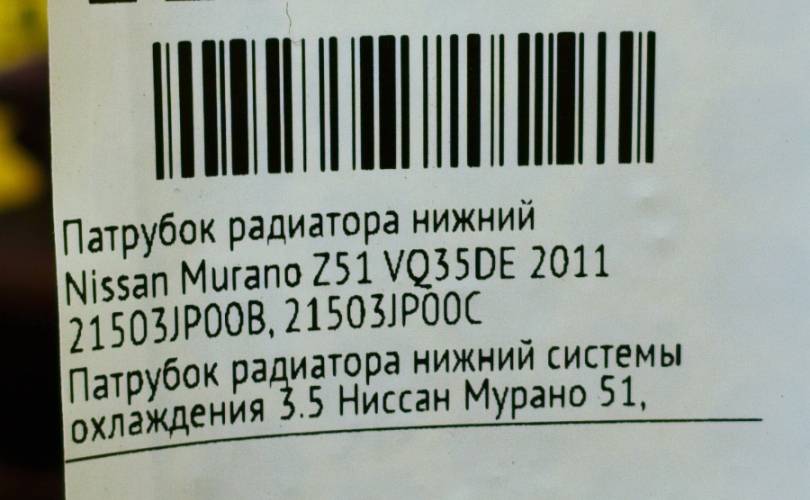 Патрубок радиатора нижний
Nissan Murano Z51 VQ35DE 2011
21503JP00B, 21503JP00C
Патрубок радиатора нижний системы
охлаждения 3.5 Ниссан Мурано 51,